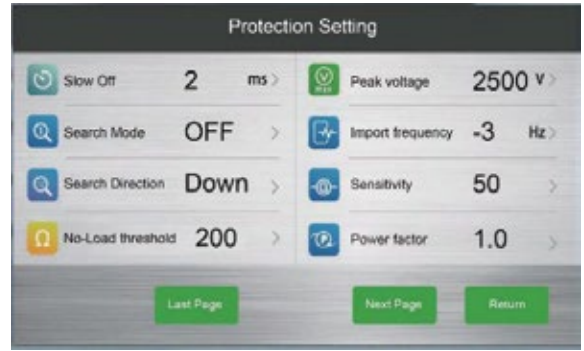 Protection Setting
Slow Off 2 ms
Peak voltage 2500 V
Search Mode OFF
Import frequency -3 Hz
Search Direction Down
Sensitivity 50
No-Load threshold 200
Power factor 1.0
Last Page Next Page Return